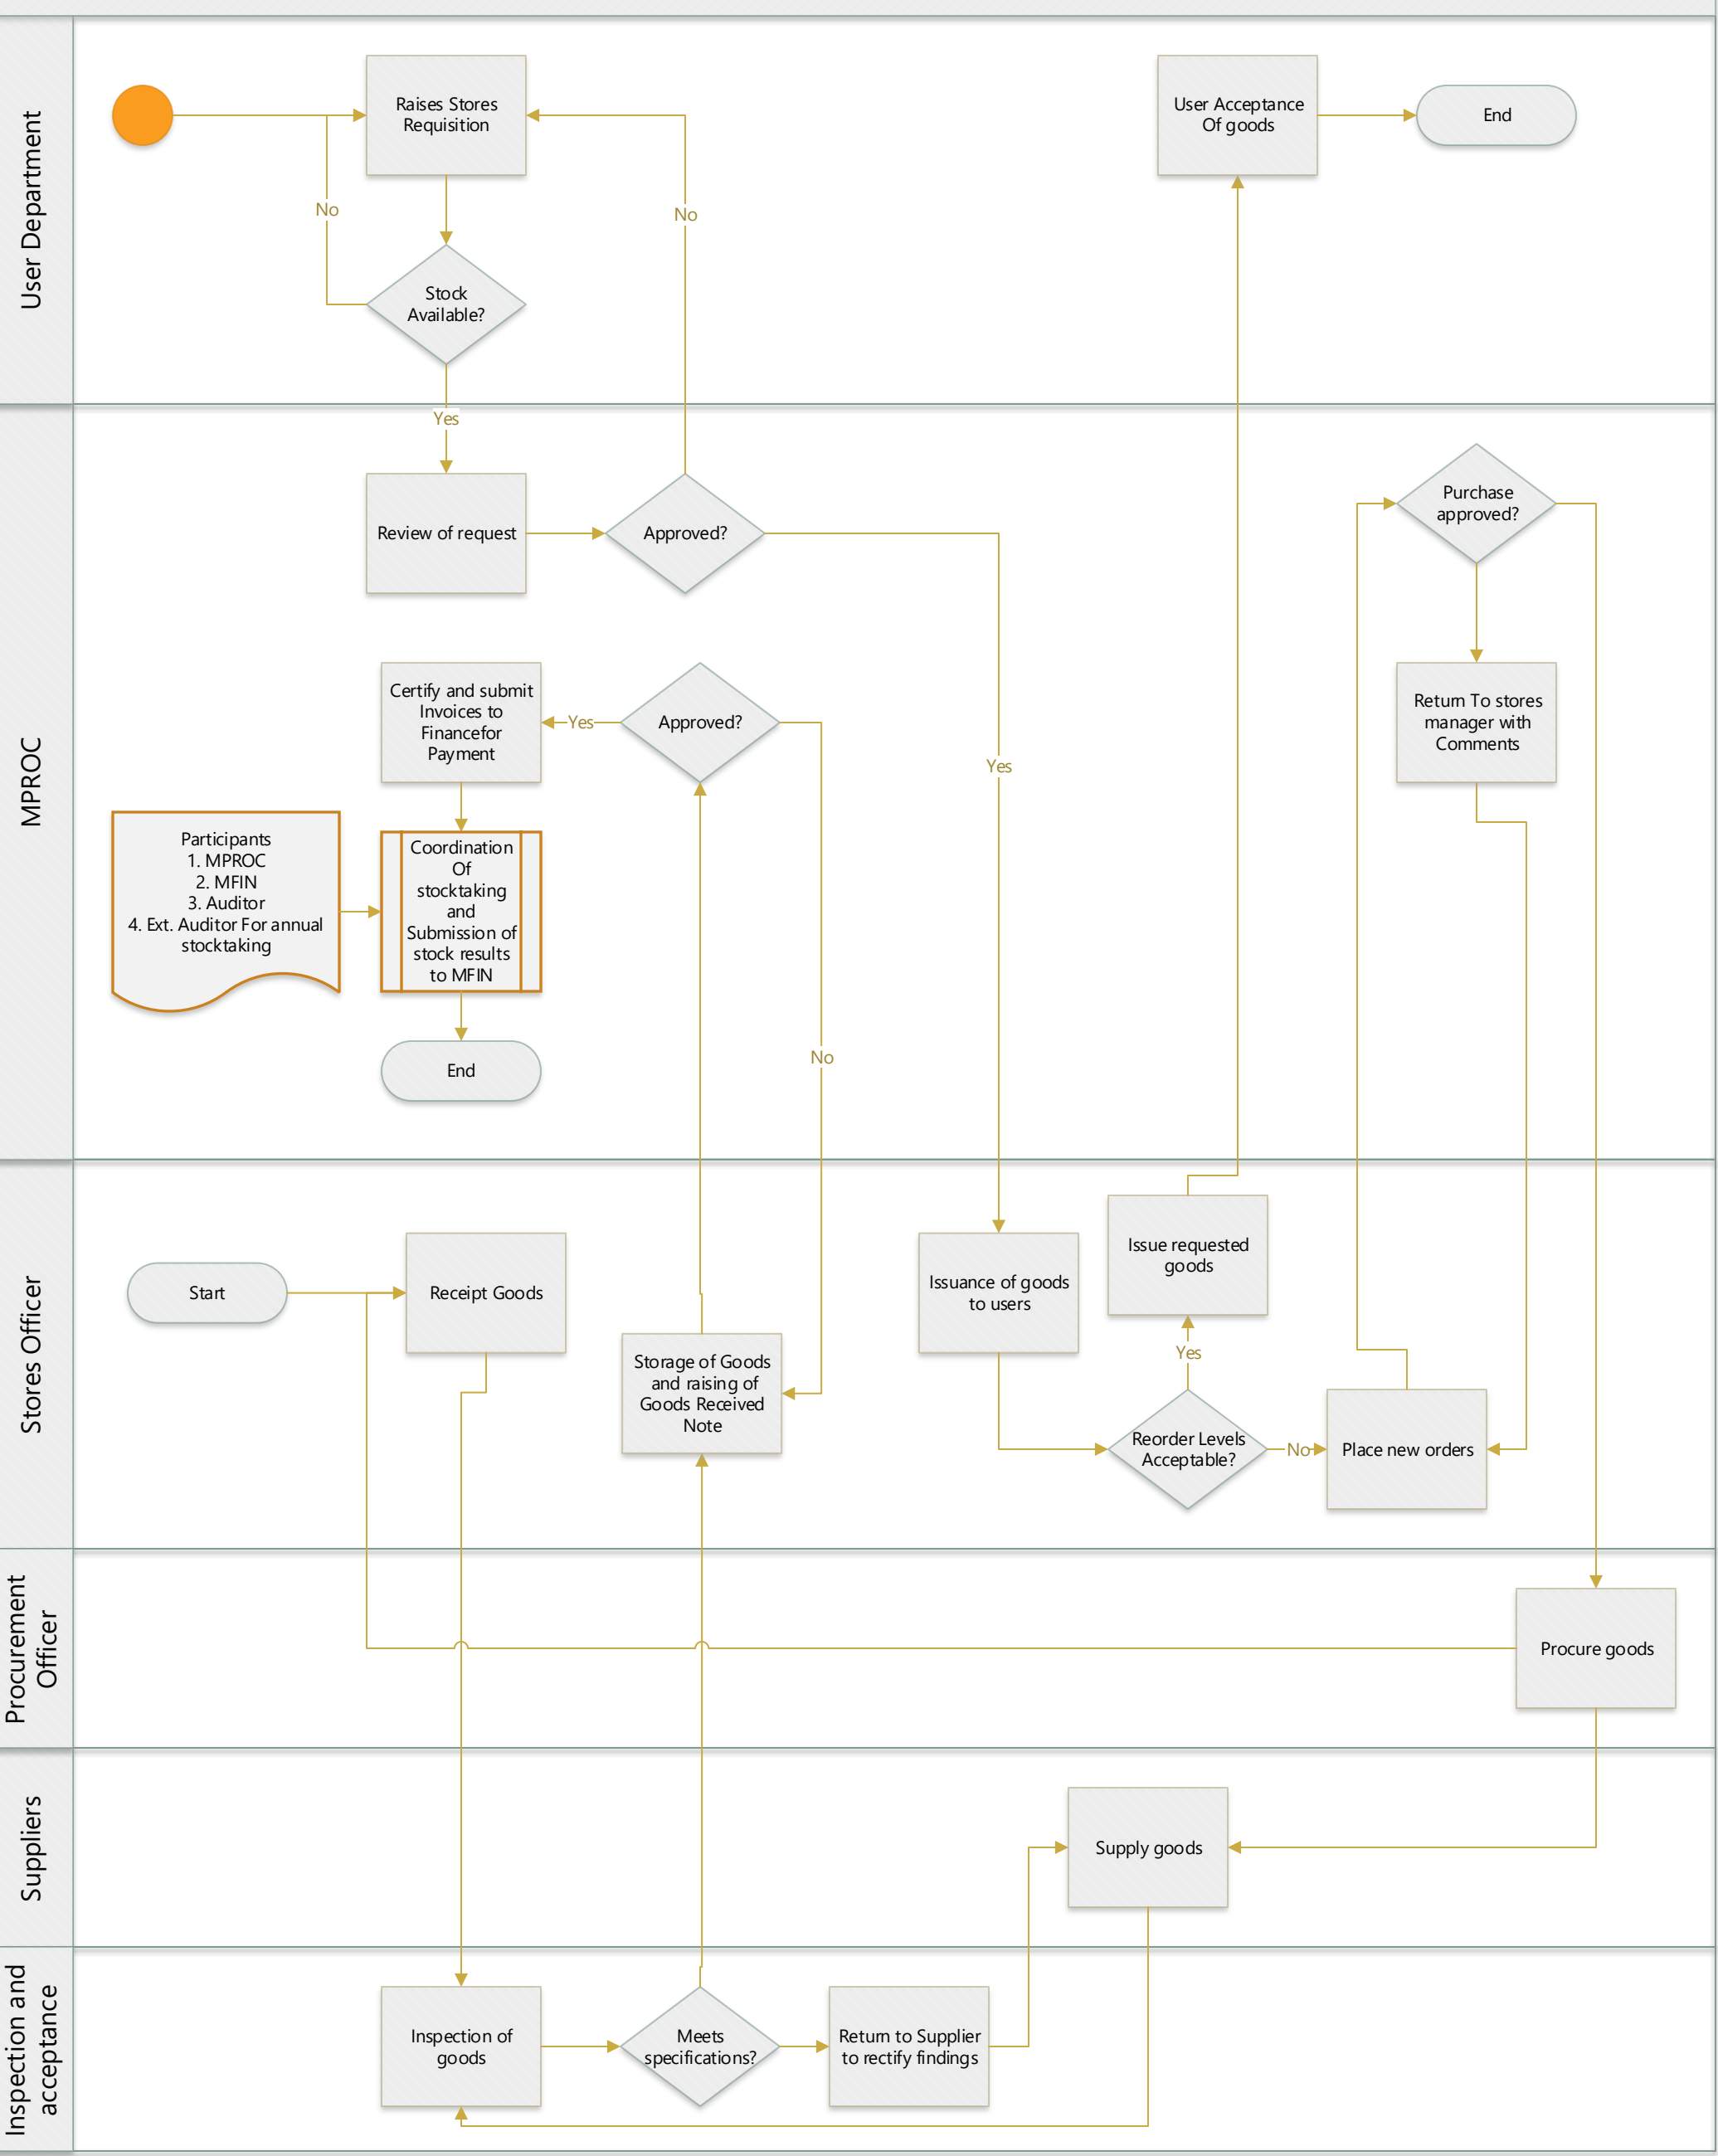 User Department
Raises Stores
Requisition
User Acceptance
Of goods
End
No
No
Stock
Available?
Yes
MPROC
Review of request
Approved?
Purchase
approved?
Certify and submit
Invoices to
Financefor
Payment
Yes
Approved?
Return To stores
manager with
Comments
Yes
Participants
1. MPROC
2. MFIN
3. Auditor
4. Ext. Auditor For annual
stocktaking
Coordination
Of
stocktaking
and
Submission of
stock results
to MFIN
No
End
Stores Officer
Start
Receipt Goods
Storage of Goods
and raising of
Goods Received
Note
Issuance of goods
to users
Issue requested
goods
Yes
Reorder Levels
Acceptable?
No
Place new orders
Procurement
Officer
Procure goods
Suppliers
Supply goods
Inspection and
acceptance
Inspection of
goods
Meets
specifications?
Return to Supplier
to rectify findings